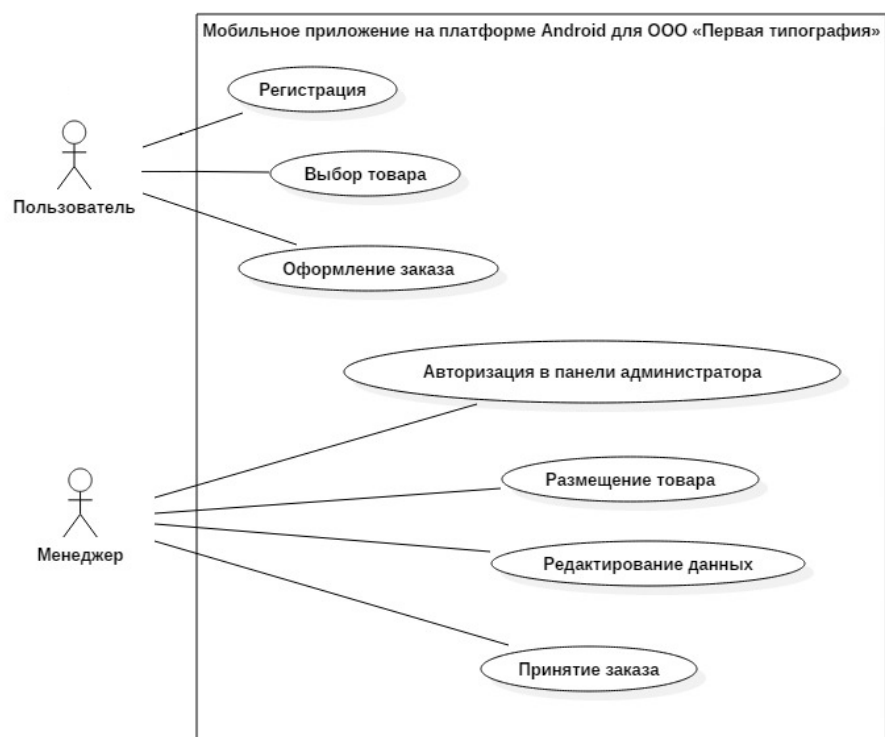 Мобильное приложение на платформе Android для ООО «Первая типография»
Регистрация
Выбор товара
Пользователь
Оформление заказа
Авторизация в панели администратора
Размещение товара
Менеджер
Редактирование данных
Принятие заказа